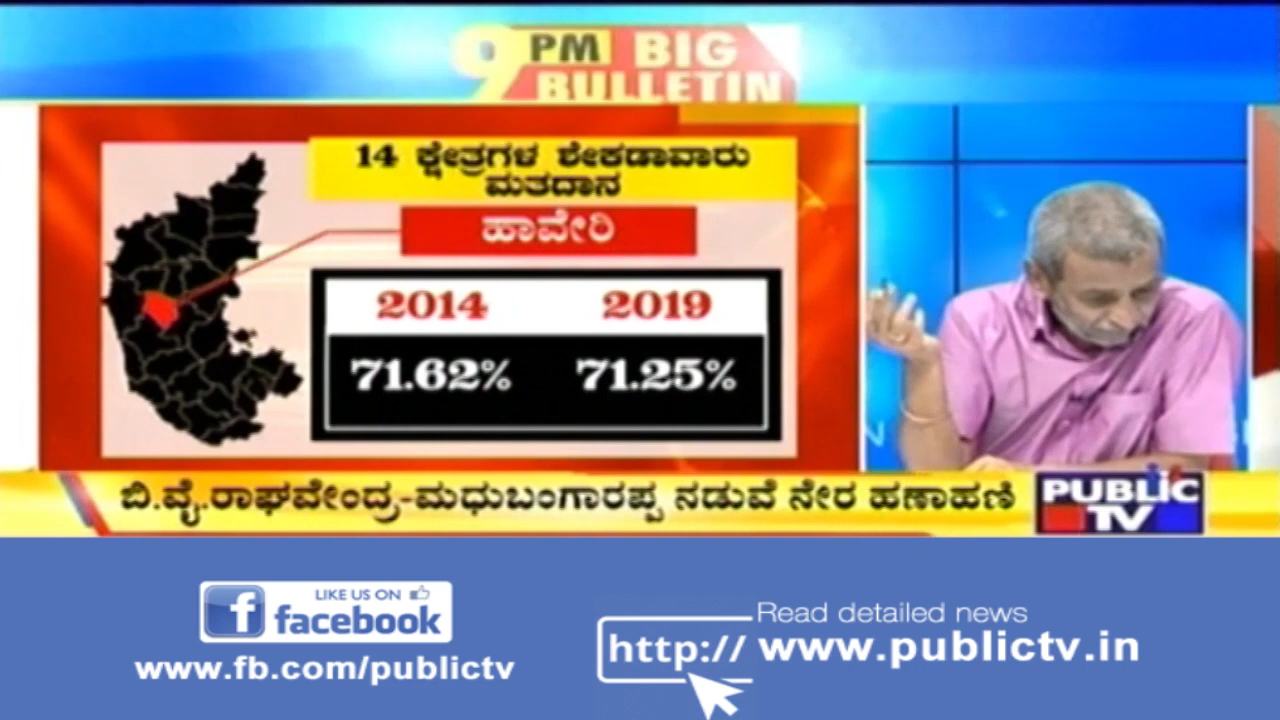 9 PM BIG
BULLETIN
14 ಕ್ಷೇತ್ರಗಳ ಶೇಕಡಾವಾರು
ಮತದಾನ
ಹಾವೇರಿ
2014 2019
71.62% 71.25%
ಬಿ.ವೈ.ರಾಘವೇಂದ್ರ-ಮಧುಬಂಗಾರಪ್ಪ ನಡುವೆ ನೇರ ಹಣಾಹಣಿ
PUBLiC
TV
LIKE US ON
f facebook
www.fb.com/publictv
Read detailed news
http:// www.publictv.in